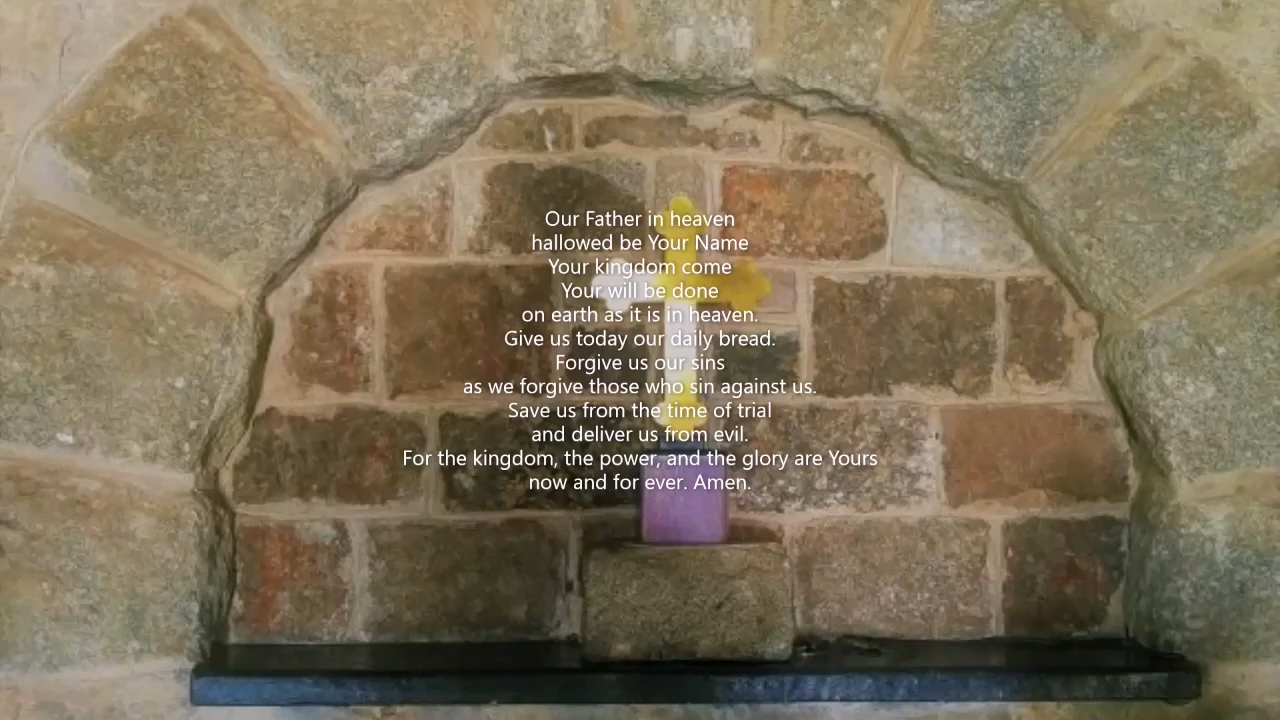 Our Father in heaven
hallowed be Your Name
Your kingdom come
Your will be done
on earth as it is in heaven.
Give us today our daily bread.
Forgive us our sins
as we forgive those who sin against us.
Save us from the time of trial
and deliver us from evil.
For the kingdom, the power, and the glory are Yours
now and for ever. Amen.